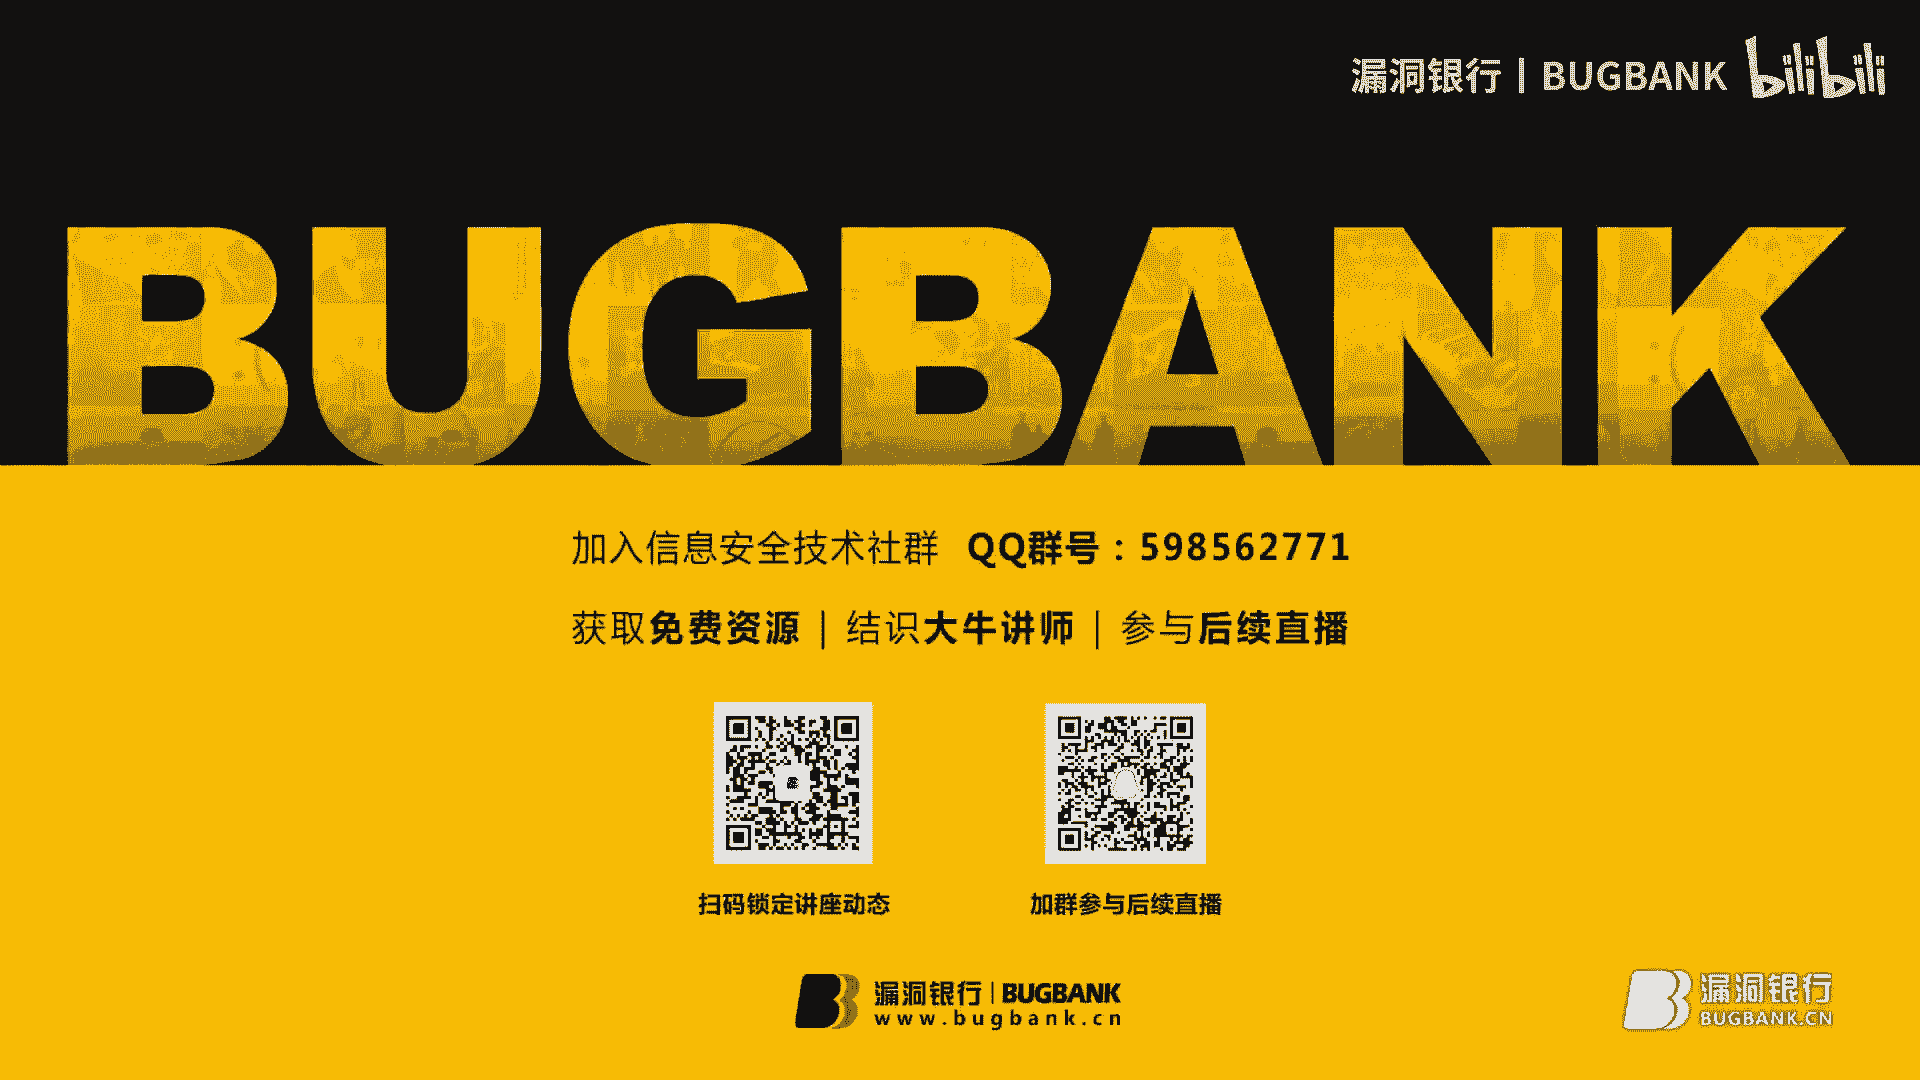 漏洞银行 | BUGBANK bilibili
BUGBANK
加入信息安全技术社群 QQ群号：598562771
获取免费资源 | 结识大牛讲师 | 参与后续直播
扫码锁定讲座动态 加群参与后续直播
漏洞银行 | BUGBANK
www.bugbank.cn
漏洞银行
BUGBANK.CN